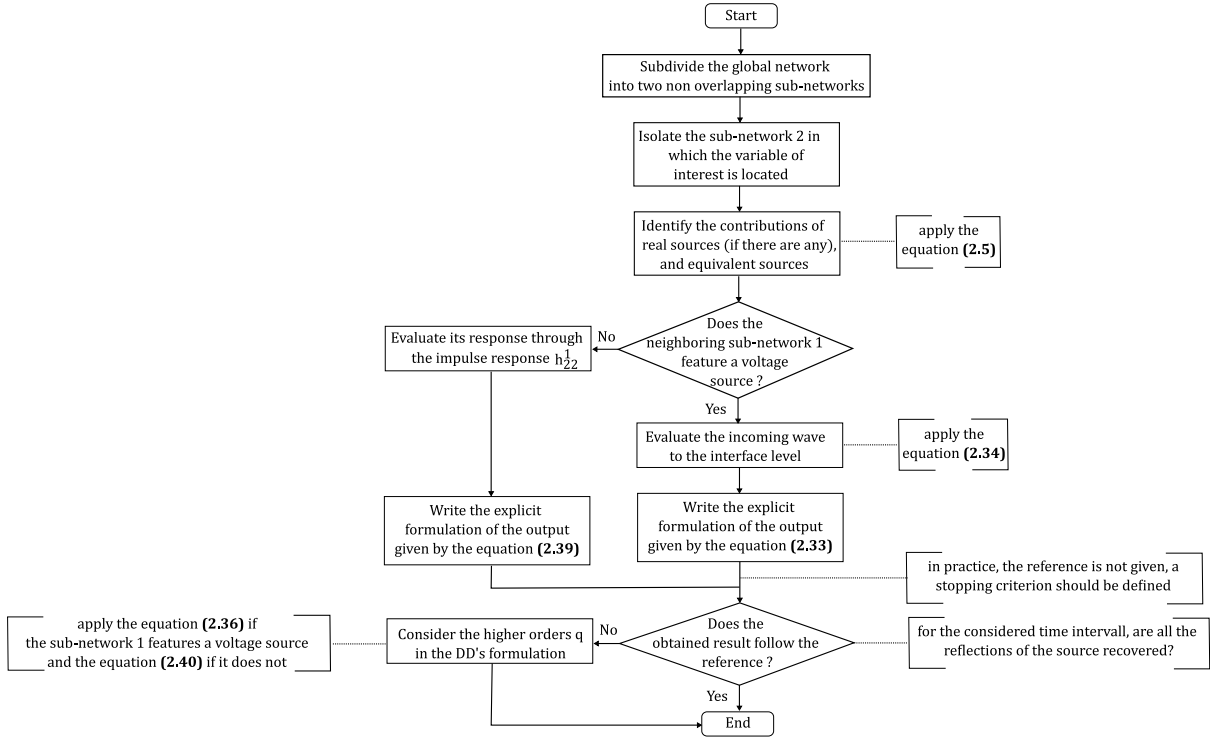 Start
Subdivide the global network
into two non overlapping sub-networks
Isolate the sub-network 2 in
which the variable of
interest is located
Identify the contributions of
real sources (if there are any),
and equivalent sources
apply the
equation (2.5)
Does the
neighboring sub-network 1
feature a voltage
source ?
No
Evaluate its response through
the impulse response h¹₂₂
Yes
Evaluate the incoming wave
to the interface level
apply the
equation (2.34)
Write the explicit
formulation of the output
given by the equation (2.39)
Write the explicit
formulation of the output
given by the equation (2.33)
in practice, the reference is not given, a
stopping criterion should be defined
Does the
obtained result follow the
reference ?
for the considered time intervall, are all the
reflections of the source recovered?
No
Consider the higher orders q
in the DD's formulation
apply the equation (2.36) if
the sub-network 1 features a voltage source
and the equation (2.40) if it does not
Yes
End